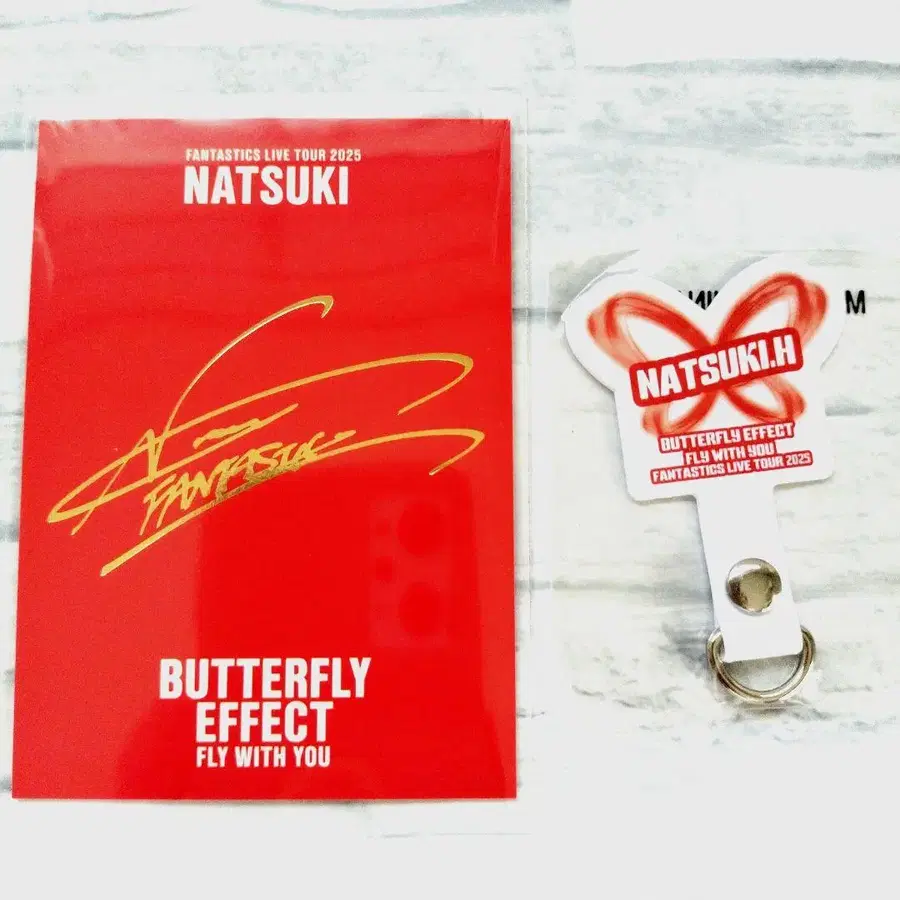 FANTASTICS LIVE TOUR 2025
NATSUKI
FANTASTICS
BUTTERFLY
EFFECT
FLY WITH YOU
M
NATSUKI.H
BUTTERFLY EFFECT
FLY WITH YOU
FANTASTICS LIVE TOUR 2025